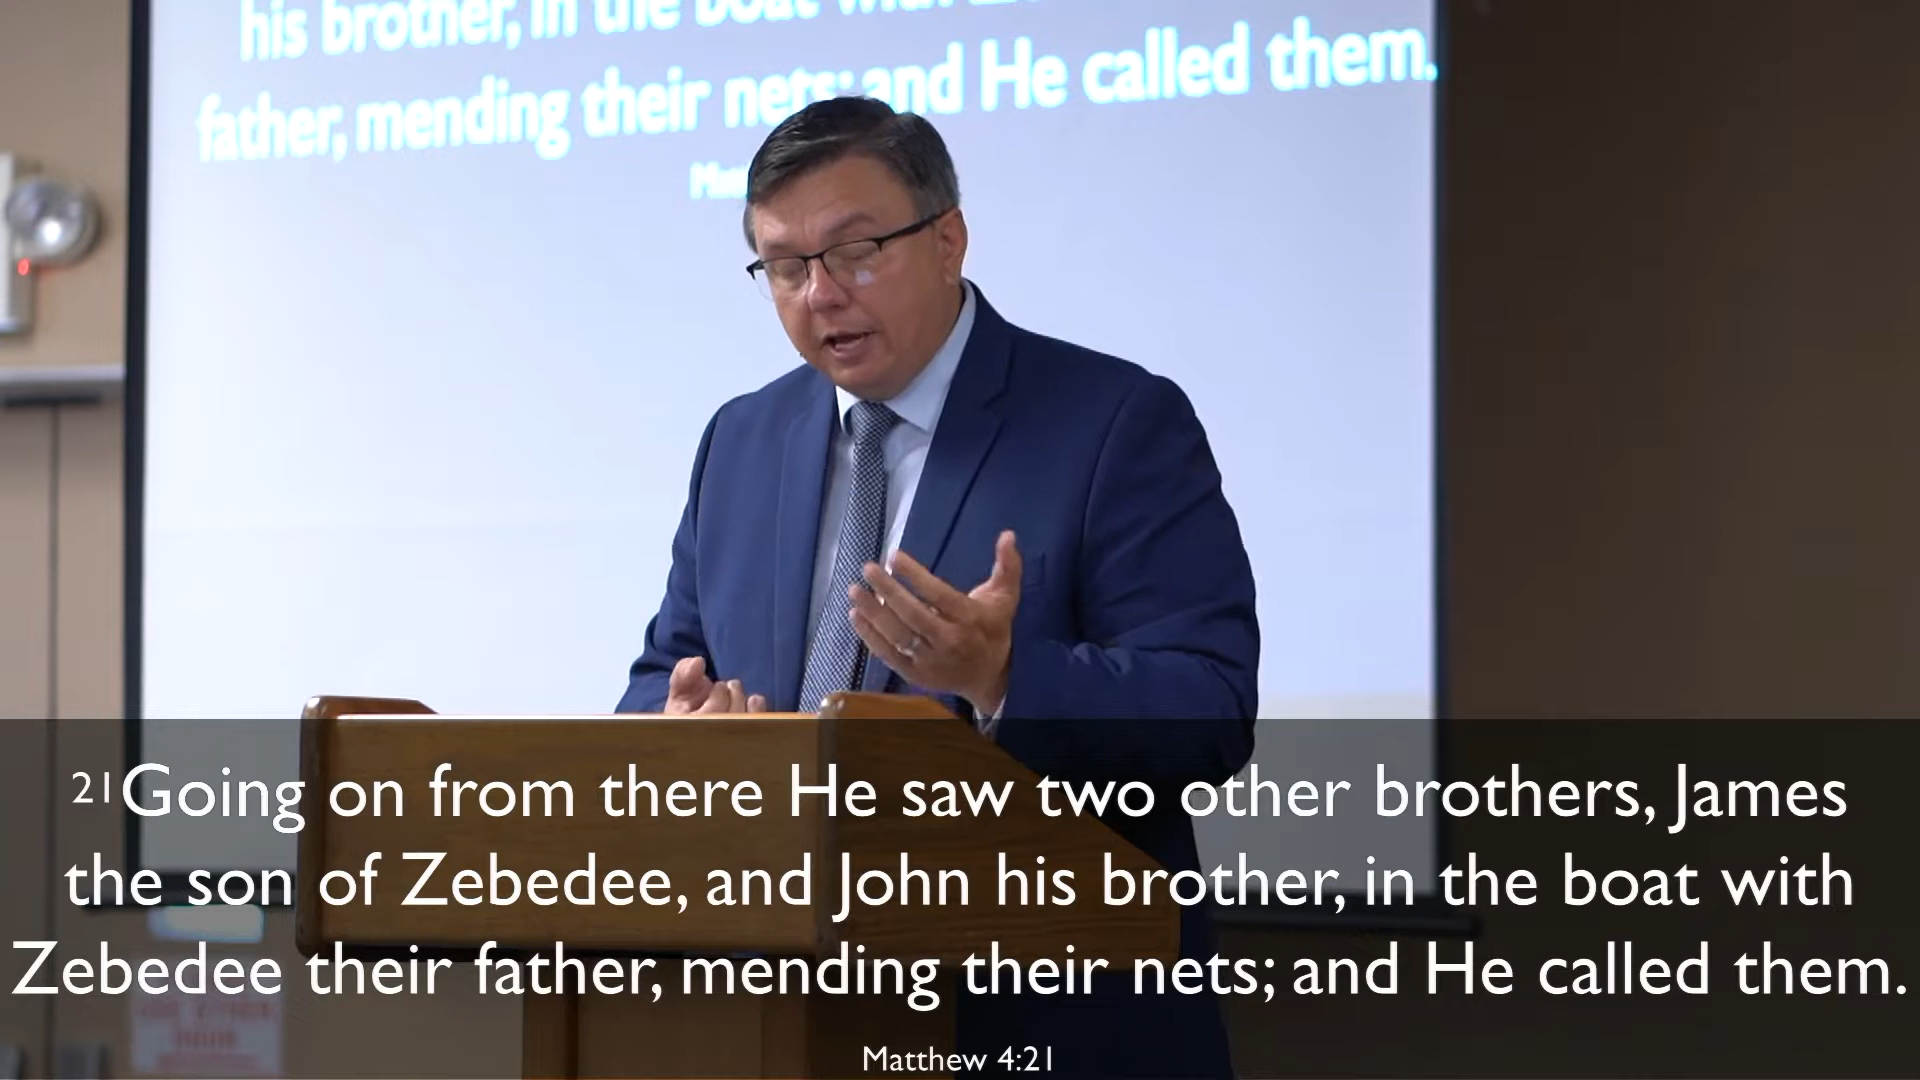 his brother, in the boat with
father, mending their nets; and He called them.
21Going on from there He saw two other brothers, James
the son of Zebedee, and John his brother, in the boat with
Zebedee their father, mending their nets; and He called them.
Matthew 4:21